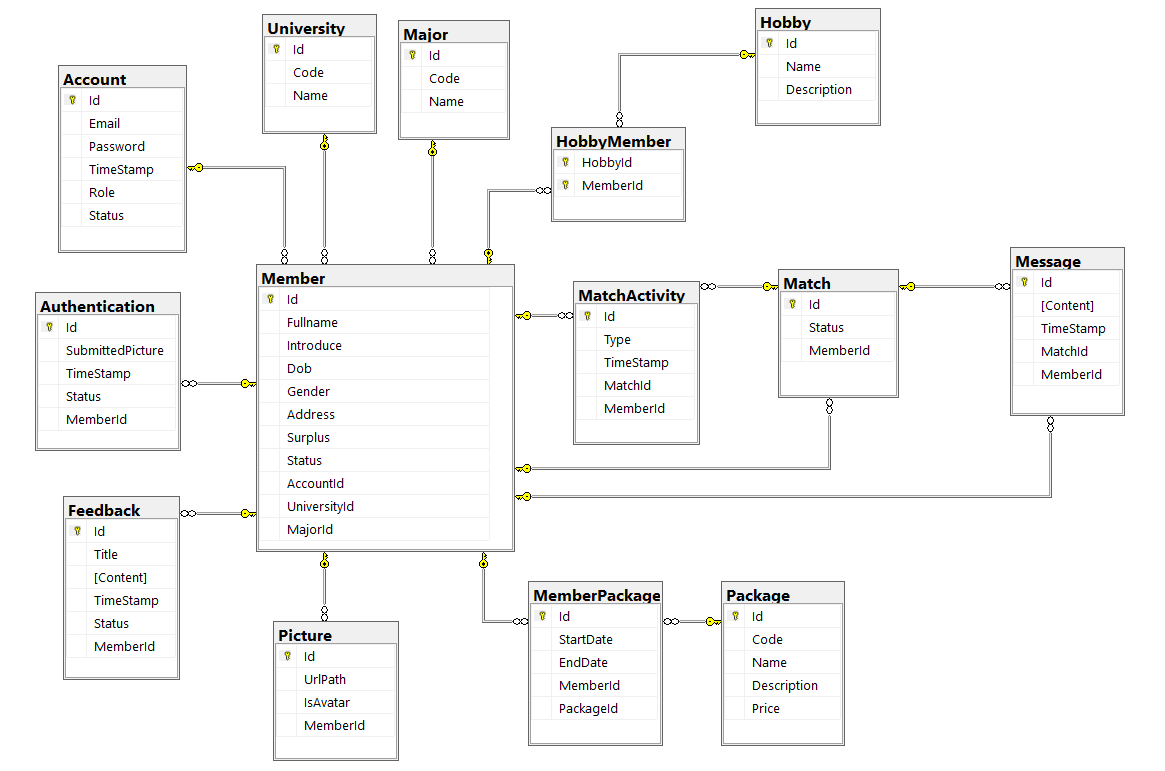 University
Id
Code
Name
Major
Id
Code
Name
Hobby
Id
Name
Description
Account
Id
Email
Password
TimeStamp
Role
Status
HobbyMember
HobbyId
MemberId
Member
Id
Fullname
Introduce
Dob
Gender
Address
Surplus
Status
AccountId
UniversityId
MajorId
MatchActivity
Id
Type
TimeStamp
MatchId
MemberId
Match
Id
Status
MemberId
Message
Id
[Content]
TimeStamp
MatchId
MemberId
Authentication
Id
SubmittedPicture
TimeStamp
Status
MemberId
Feedback
Id
Title
[Content]
TimeStamp
Status
MemberId
Picture
Id
UrlPath
IsAvatar
MemberId
MemberPackage
Id
StartDate
EndDate
MemberId
PackageId
Package
Id
Code
Name
Description
Price